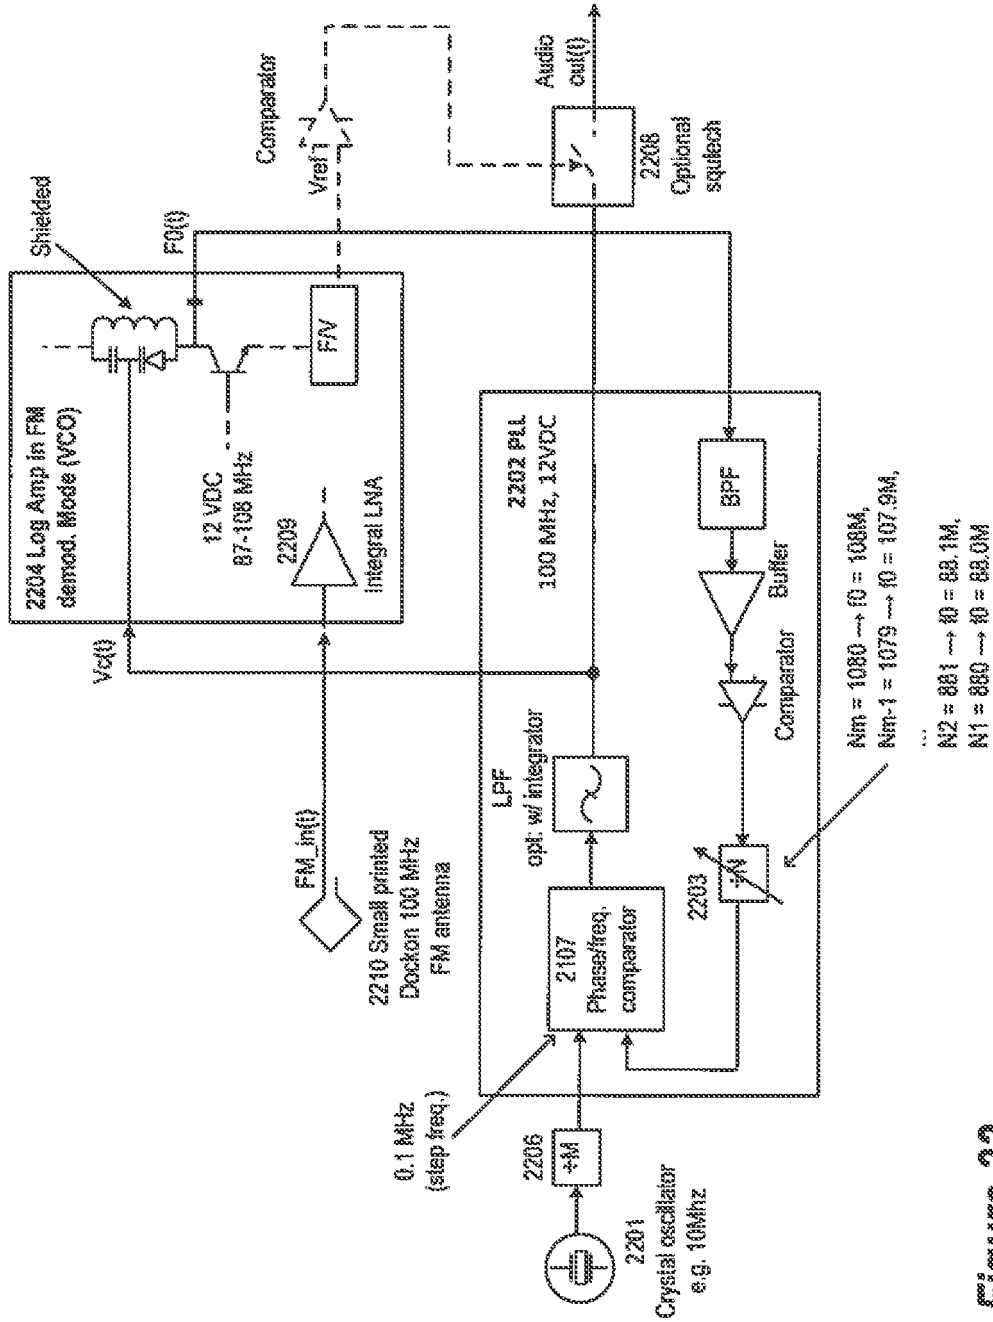 2204 Log Amp in FM
demod. Mode (VCO)
Shielded
F0(t)
12 VDC
87-108 MHz
2209
Integral LNA
F/V
Comparator
Vref
Vc(t)
FM_in(t)
2210 Small printed
Dockon 100 MHz
FM antenna
Audio
out(t)
2208
Optional
squlech
2202 PLL
100 MHz, 12VDC
LPF
opt: w/ integrator
0.1 MHz
(step freq.)
2107
Phase/freq.
comparator
2206
÷M
2201
Crystal oscillator
e.g. 10Mhz
BPF
Buffer
Comparator
2203
÷N
Nm = 1080 → f0 = 108M,
Nm-1 = 1079 → f0 = 107.9M,
...
N2 = 881 → f0 = 88.1M,
N1 = 880 → f0 = 88.0M